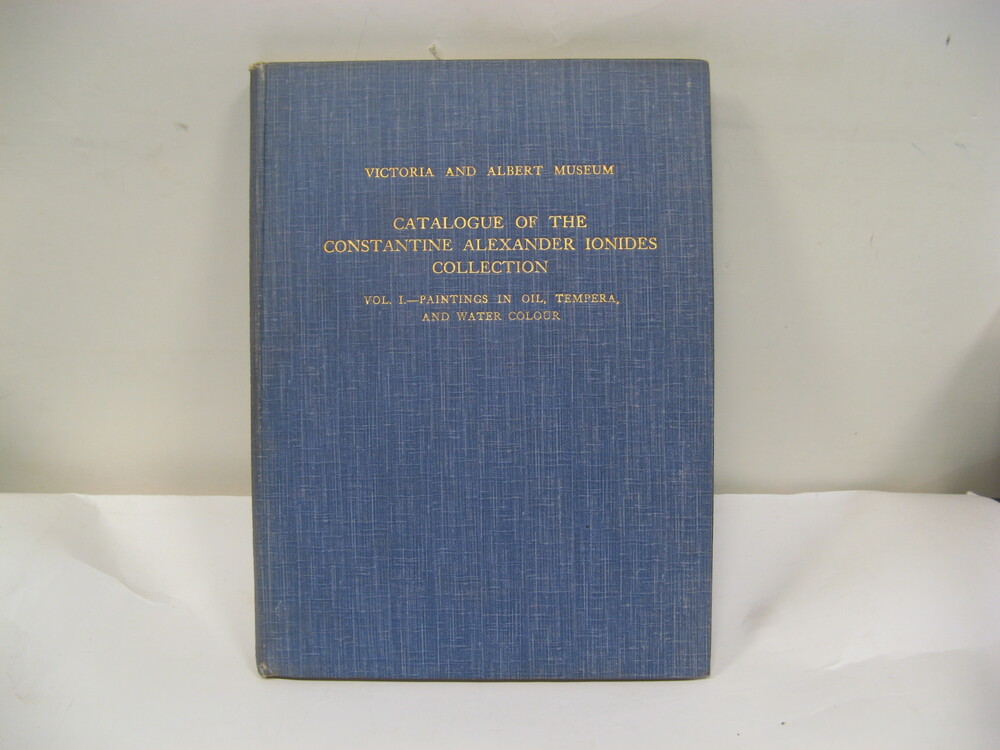 VICTORIA AND ALBERT MUSEUM
CATALOGUE OF THE
CONSTANTINE ALEXANDER IONIDES
COLLECTION
VOL. I.—PAINTINGS IN OIL, TEMPERA,
AND WATER COLOUR